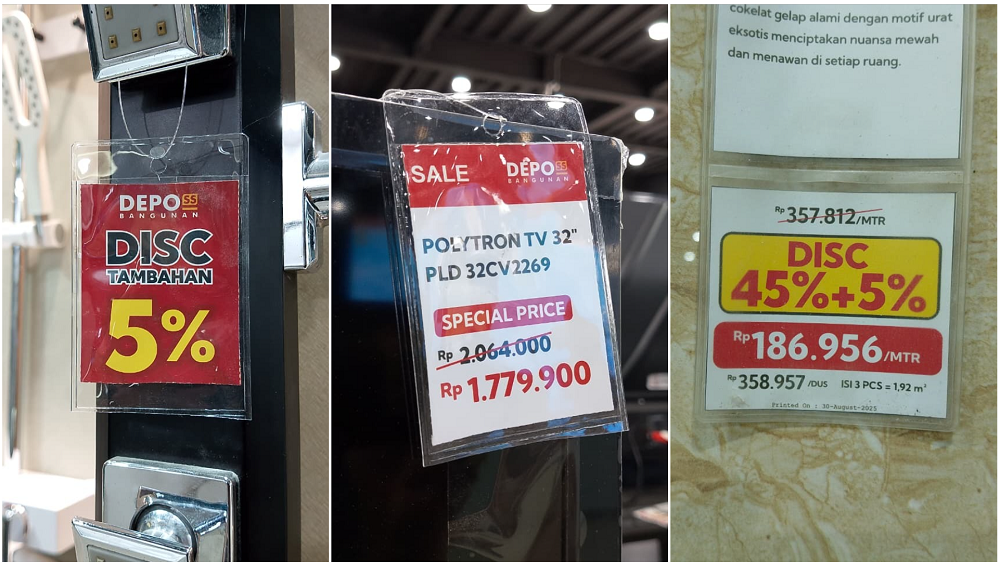 DEPO SS
BANGUNAN
DISC
TAMBAHAN
5%
SALE
DEPO SS
BANGUNAN
POLYTRON TV 32"
PLD 32CV2269
SPECIAL PRICE
Rp 2.064.000
Rp 1.779.900
cokelat gelap alami dengan motif urat
eksotis menciptakan nuansa mewah
dan menawan di setiap ruang.
Rp 357.812/MTR
DISC
45%+5%
Rp 186.956/MTR
Rp 358.957/DUS ISI 3 PCS = 1,92 m²
Printed On : 30-August-2025